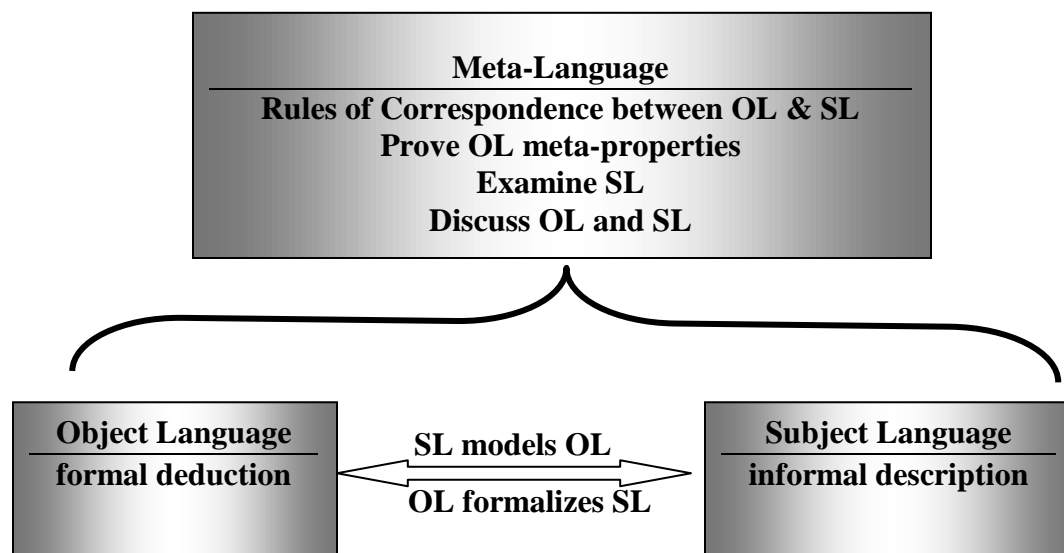 Meta-Language
Rules of Correspondence between OL & SL
Prove OL meta-properties
Examine SL
Discuss OL and SL
Object Language
formal deduction
SL models OL
OL formalizes SL
Subject Language
informal description